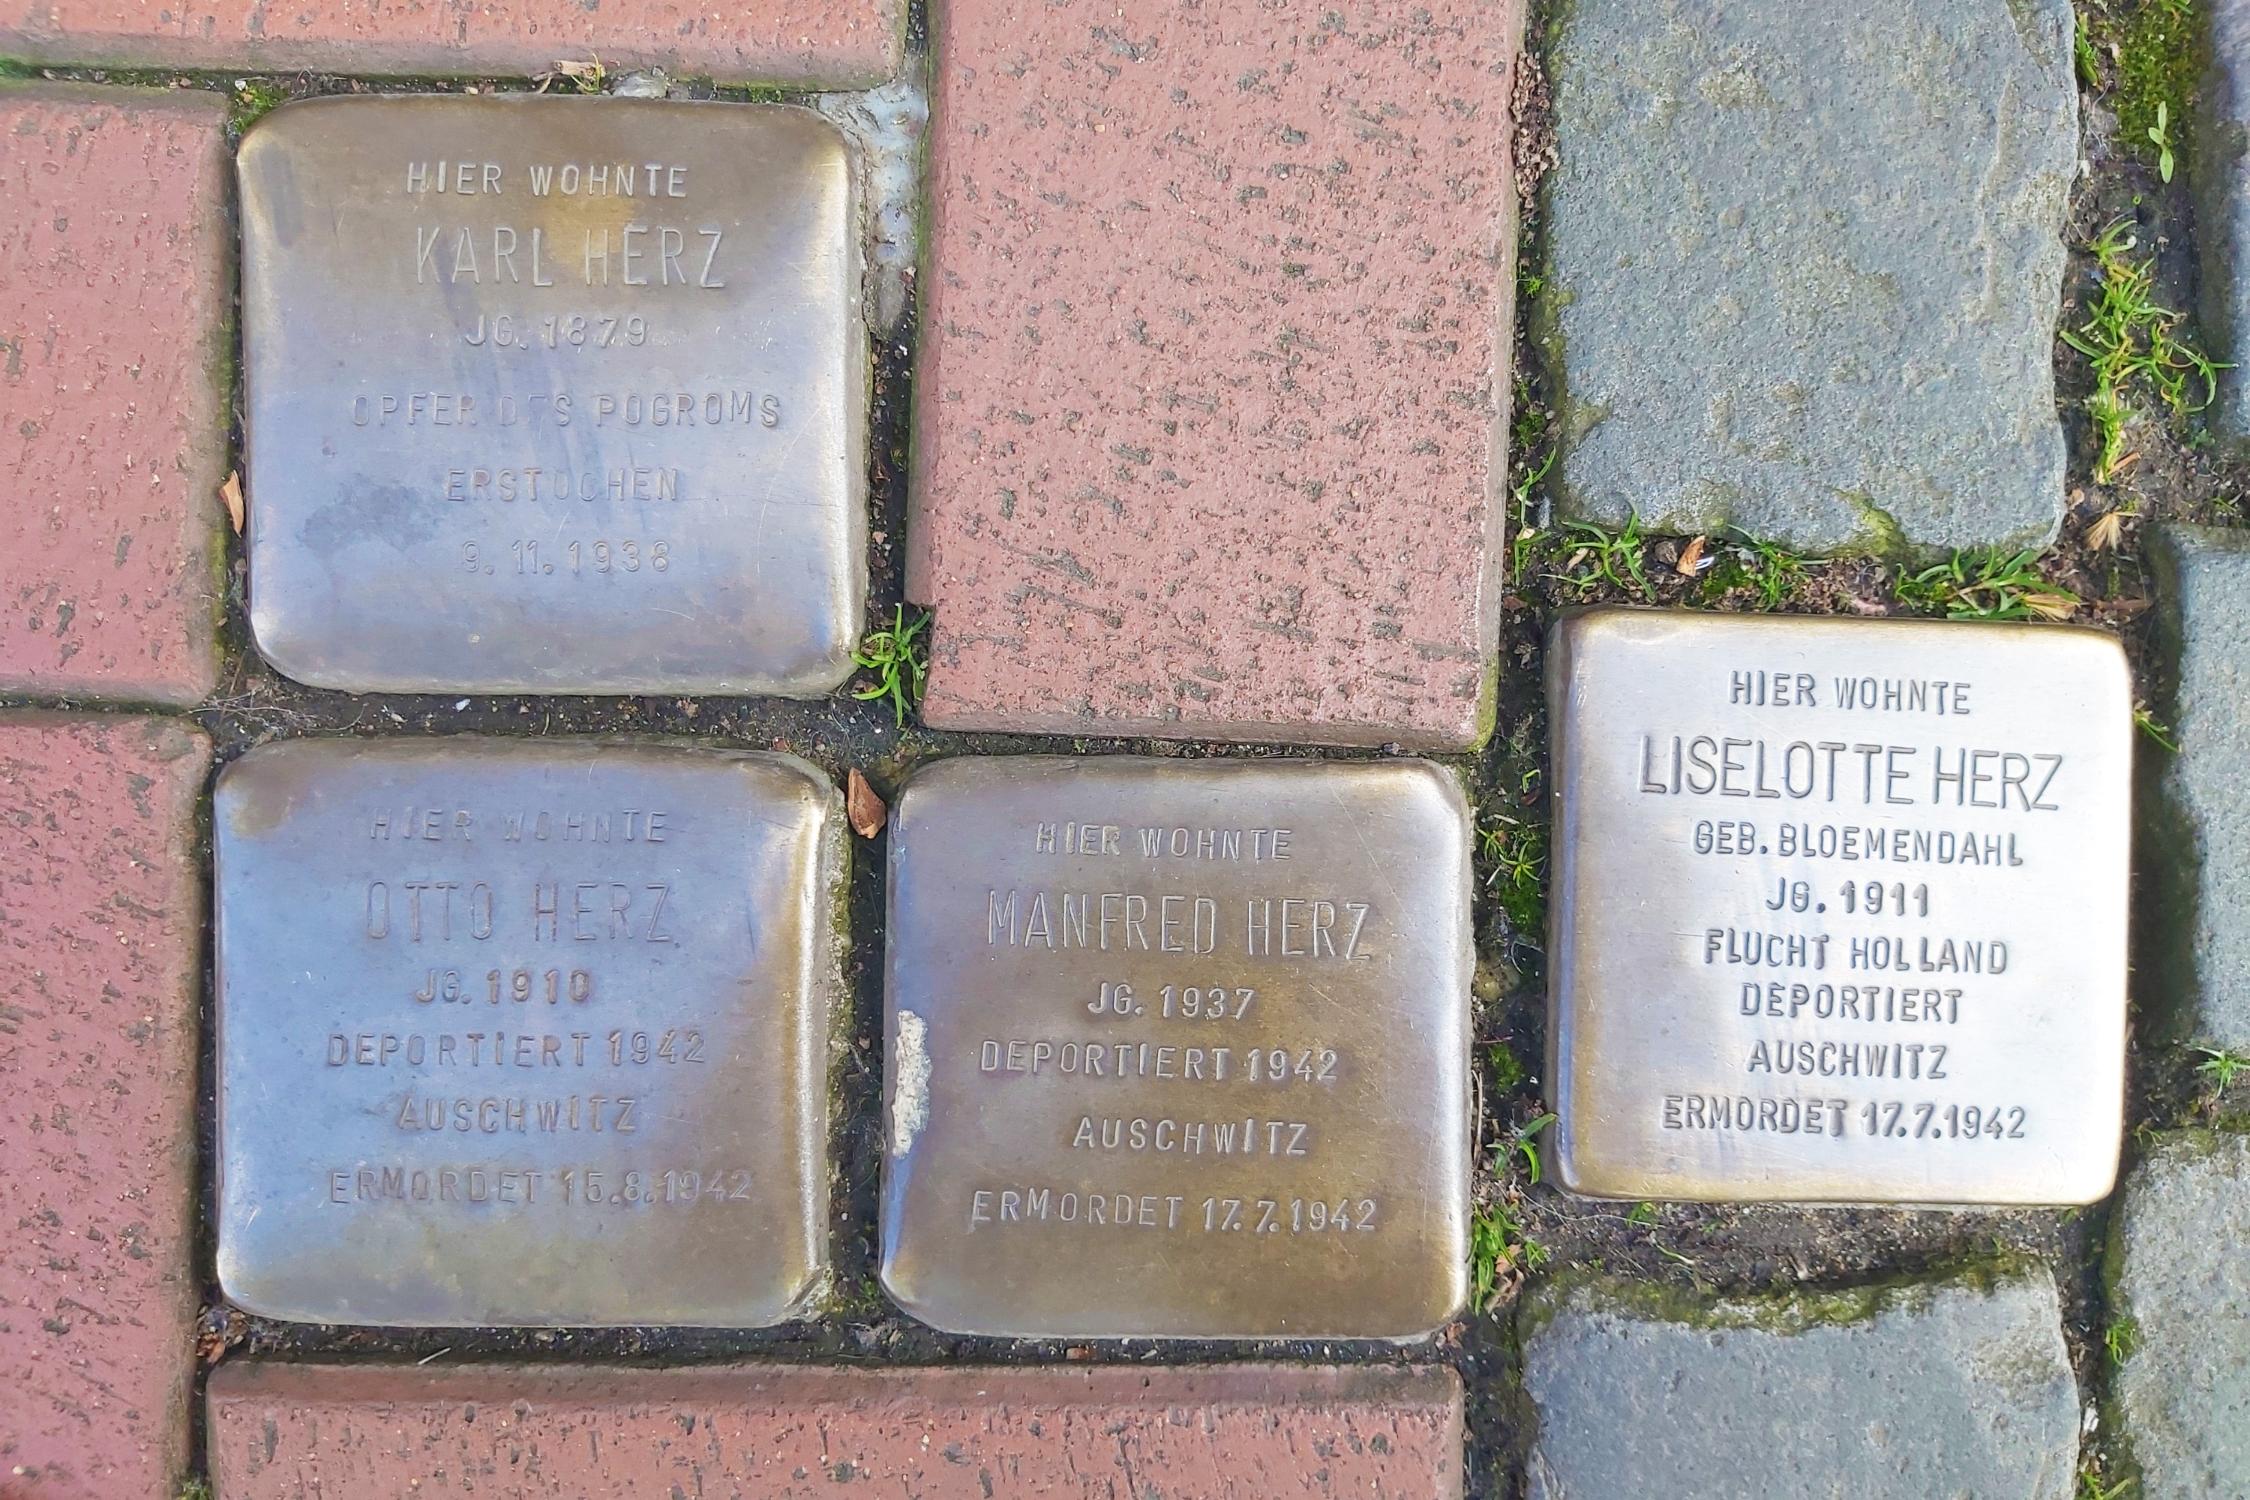 HIER WOHNTE
KARL HERZ
JG. 1879
OPFER DES POGROMS
ERSTOCHEN
9. 11. 1938
HIER WOHNTE
OTTO HERZ
JG. 1910
DEPORTIERT 1942
AUSCHWITZ
ERMORDET 15.8.1942
HIER WOHNTE
MANFRED HERZ
JG. 1937
DEPORTIERT 1942
AUSCHWITZ
ERMORDET 17.7.1942
HIER WOHNTE
LISELOTTE HERZ
GEB. BLOEMENDAHL
JG. 1911
FLUCHT HOLLAND
DEPORTIERT
AUSCHWITZ
ERMORDET 17.7.1942